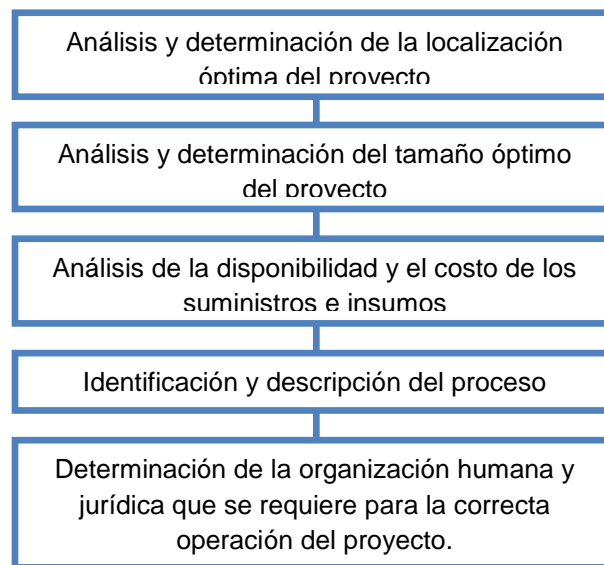 Análisis y determinación de la localización
óptima del proyecto
Análisis y determinación del tamaño óptimo
del proyecto
Análisis de la disponibilidad y el costo de los
suministros e insumos
Identificación y descripción del proceso
Determinación de la organización humana y
jurídica que se requiere para la correcta
operación del proyecto.